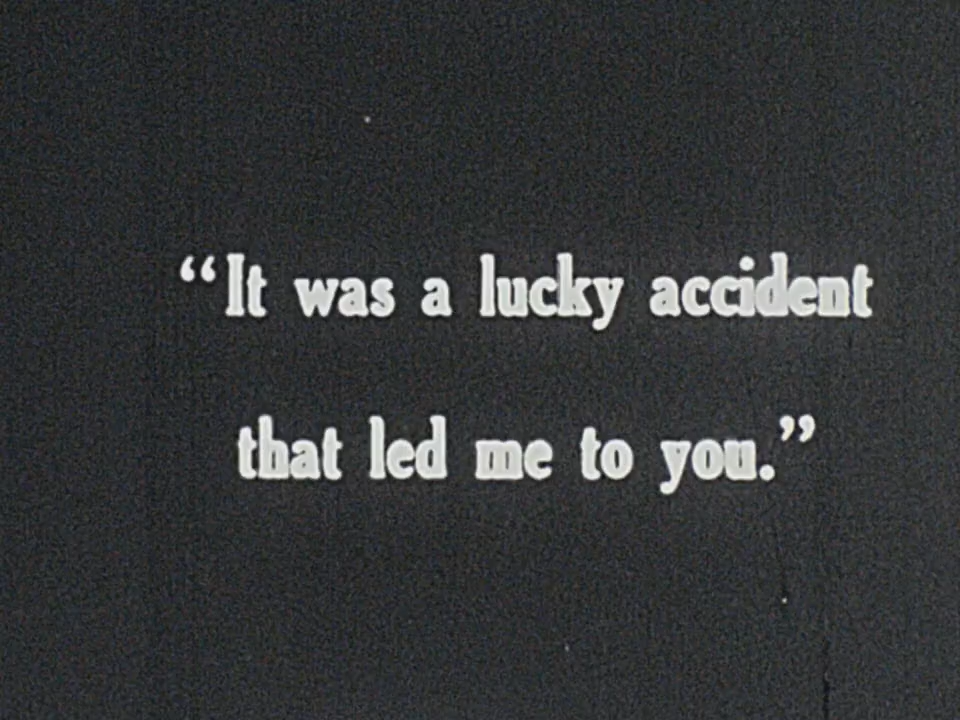 “It was a lucky accident
that led me to you.”